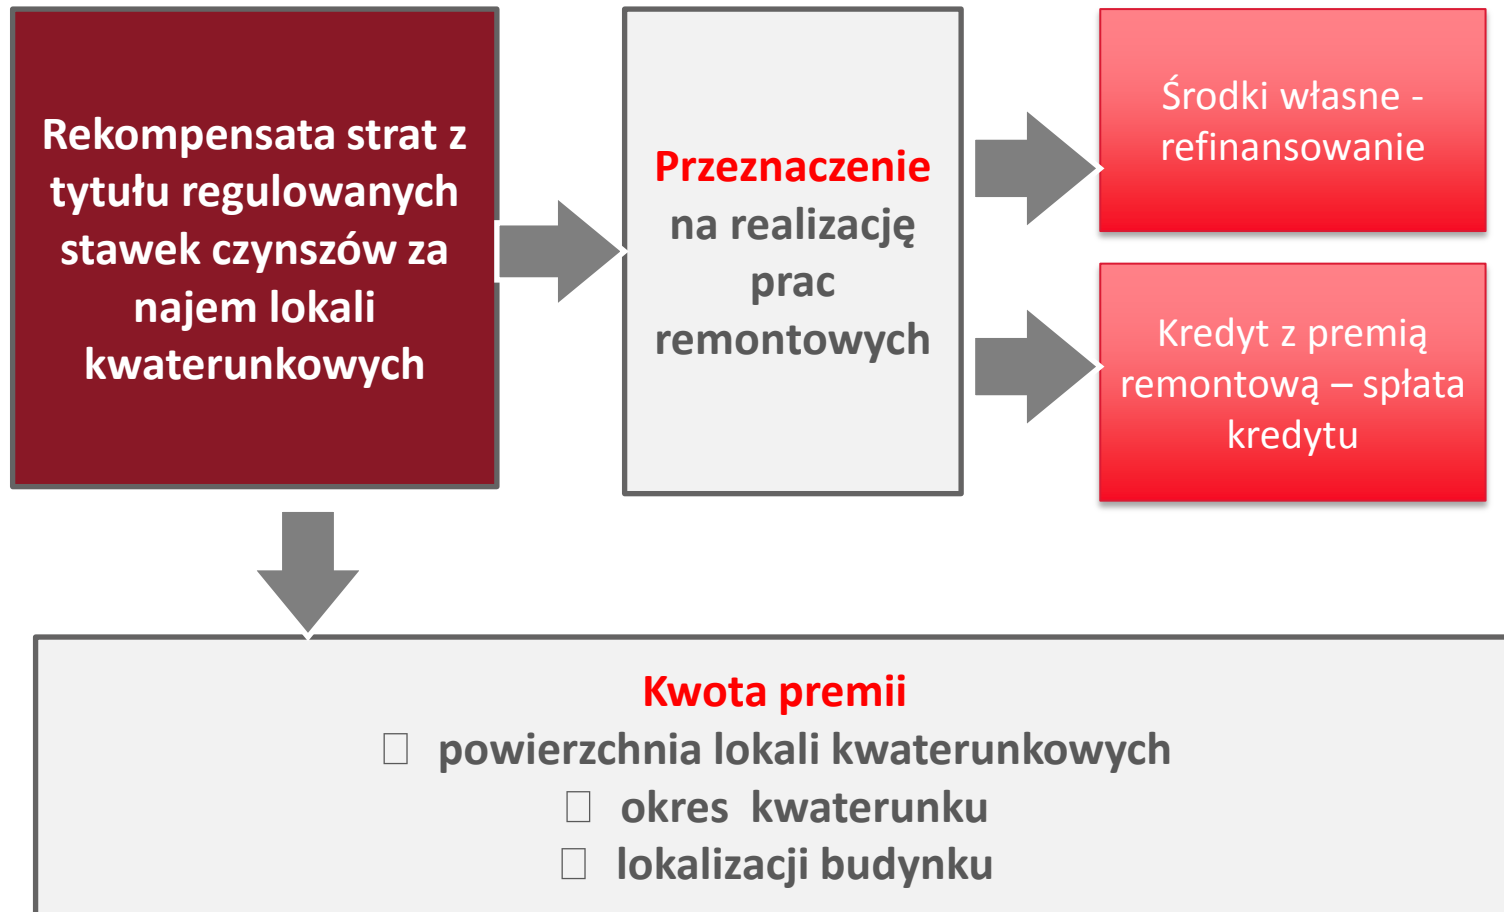 Rekompensata strat z
tytułu regulowanych
stawek czynszów za
najem lokali
kwaterunkowych
Przeznaczenie
na realizację
prac
remontowych
Środki własne -
refinansowanie
Kredyt z premią
remontową – spłata
kredytu
Kwota premii
powierzchnia lokali kwaterunkowych
okres kwaterunku
lokalizacji budynku